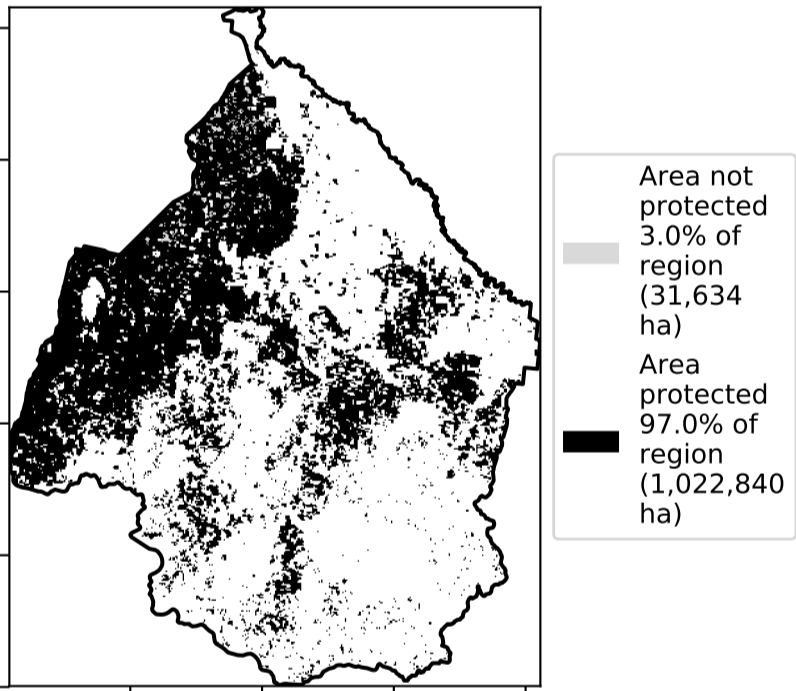 Area not
protected
3.0% of
region
(31,634
ha)
Area
protected
97.0% of
region
(1,022,840
ha)